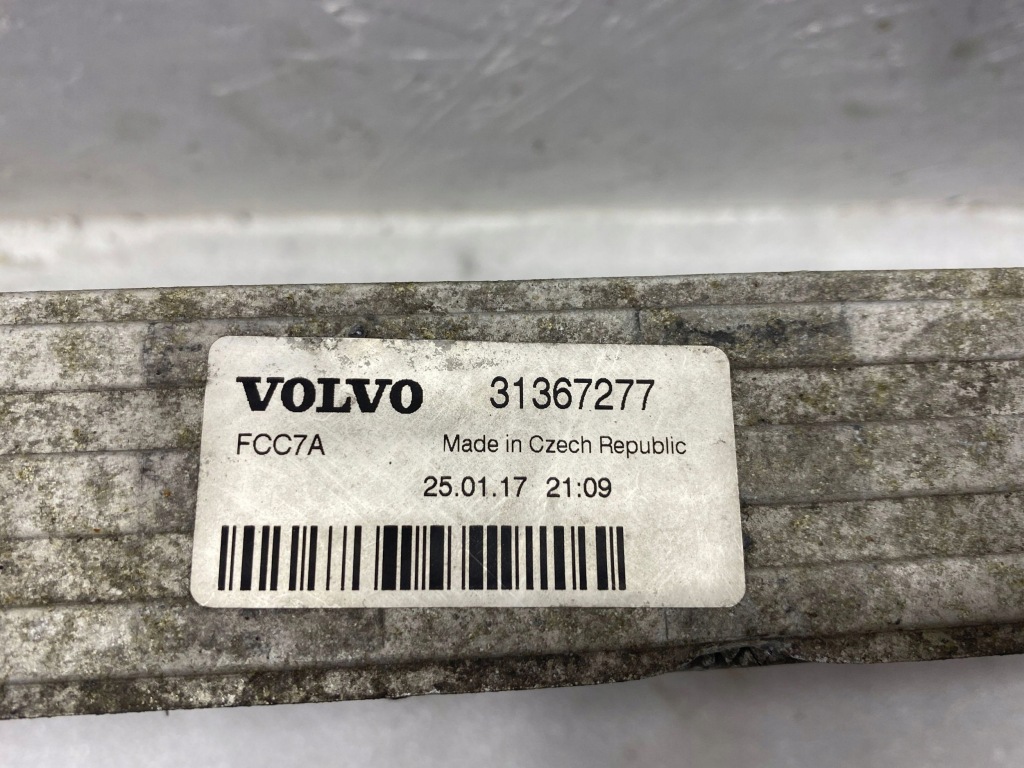 VOLVO 31367277
FCC7A Made in Czech Republic
25.01.17 21:09